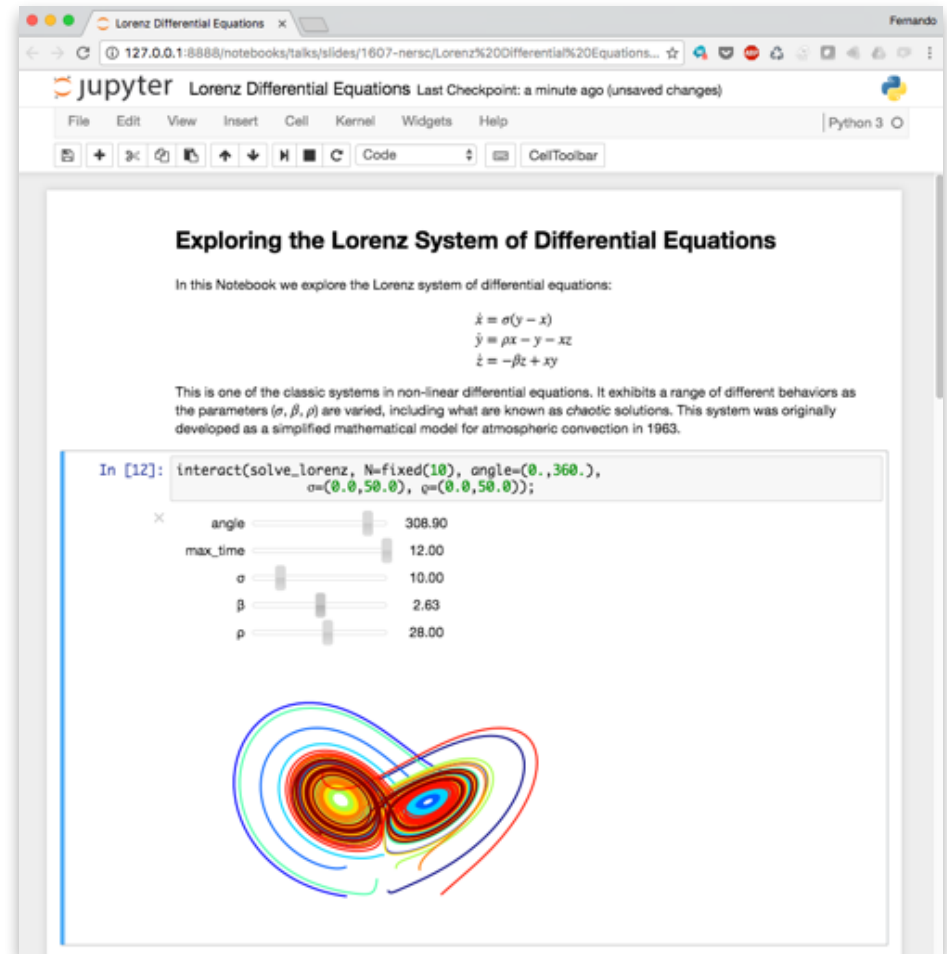 Lorenz Differential Equations
Fernando
127.0.0.1:8888/notebooks/talks/slides/1607-nersc/Lorenz%20Differential%20Equations...
jupyter Lorenz Differential Equations Last Checkpoint: a minute ago (unsaved changes)
File Edit View Insert Cell Kernel Widgets Help Python 3
Code CellToolbar
Exploring the Lorenz System of Differential Equations
In this Notebook we explore the Lorenz system of differential equations:
ẋ = σ(y − x)
ẏ = ρx − y − xz
ż = −βz + xy
This is one of the classic systems in non-linear differential equations. It exhibits a range of different behaviors as
the parameters (σ, β, ρ) are varied, including what are known as chaotic solutions. This system was originally
developed as a simplified mathematical model for atmospheric convection in 1963.
In [12]: interact(solve_lorenz, N=fixed(10), angle=(0.,360.),
σ=(0.0,50.0), ρ=(0.0,50.0));
angle 308.90
max_time 12.00
σ 10.00
β 2.63
ρ 28.00